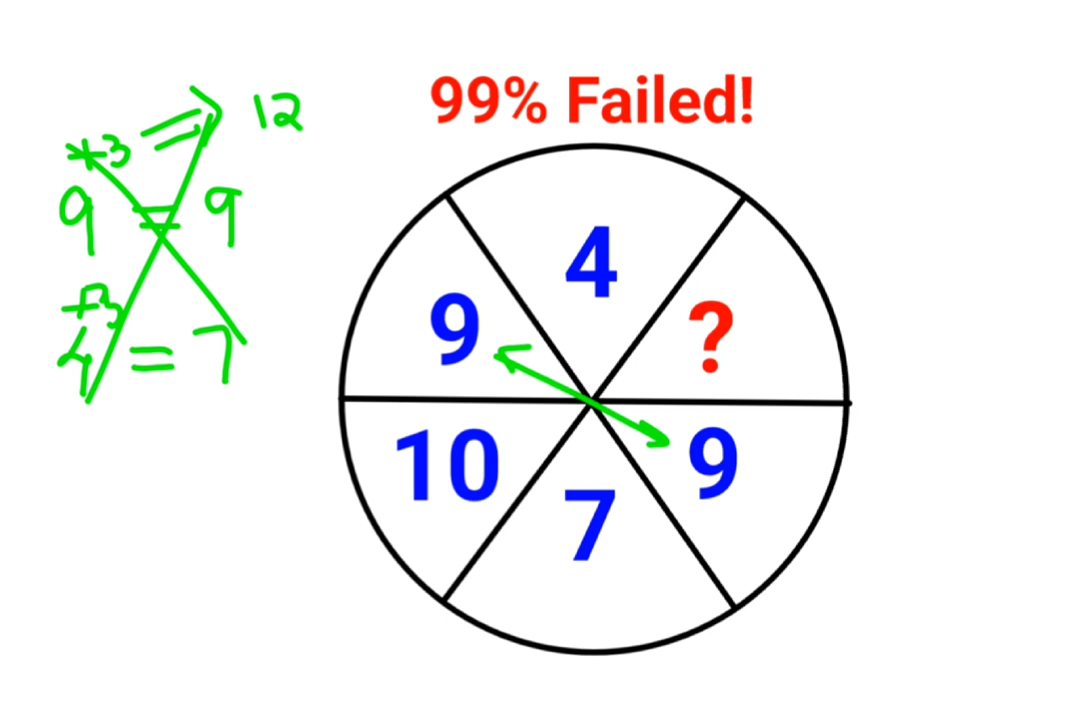 99% Failed!
*3 ⇒ 12
9 = 9
+3
4 = 7
4
9 ?
10 9
7